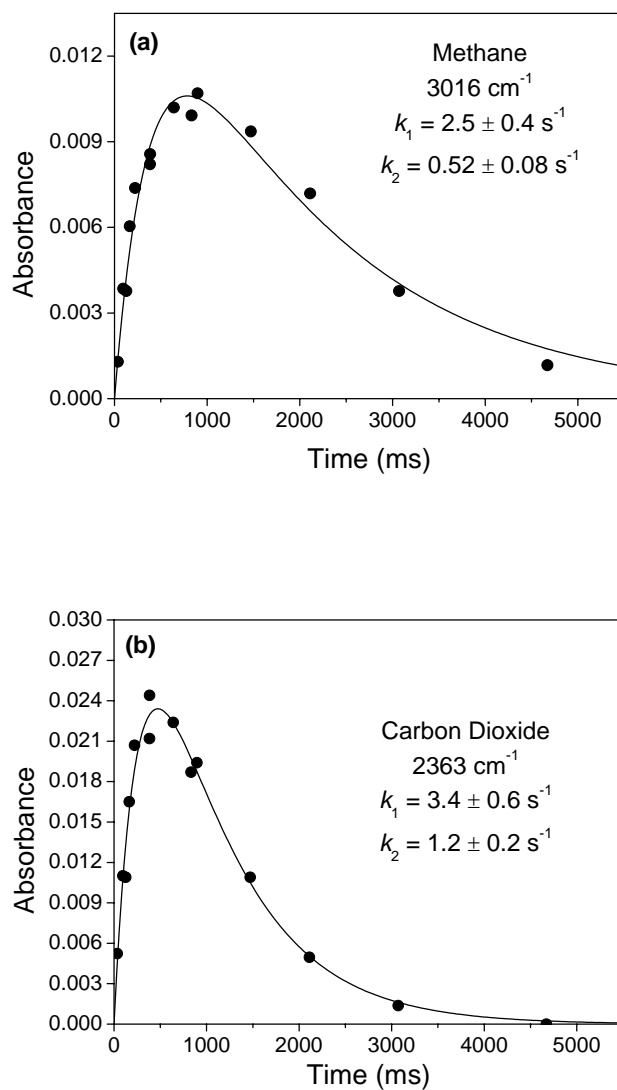 (a)
Methane
3016 cm⁻¹
k₁ = 2.5 ± 0.4 s⁻¹
k₂ = 0.52 ± 0.08 s⁻¹
Absorbance
0.012
0.009
0.006
0.003
0.000
0 1000 2000 3000 4000 5000
Time (ms)
(b)
Carbon Dioxide
2363 cm⁻¹
k₁ = 3.4 ± 0.6 s⁻¹
k₂ = 1.2 ± 0.2 s⁻¹
Absorbance
0.030
0.027
0.024
0.021
0.018
0.015
0.012
0.009
0.006
0.003
0.000
0 1000 2000 3000 4000 5000
Time (ms)